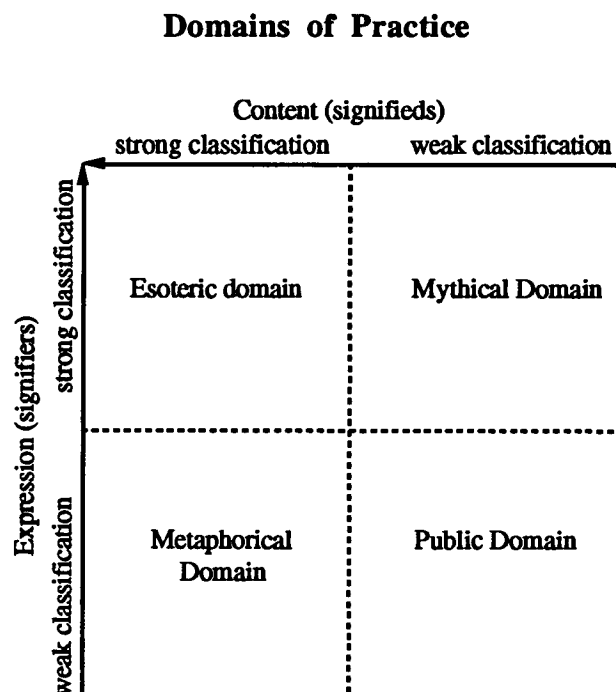 Domains of Practice
Content (signifieds)
strong classification
weak classification
Expression (signifiers)
strong classification
weak classification
Esoteric domain
Mythical Domain
Metaphorical
Domain
Public Domain